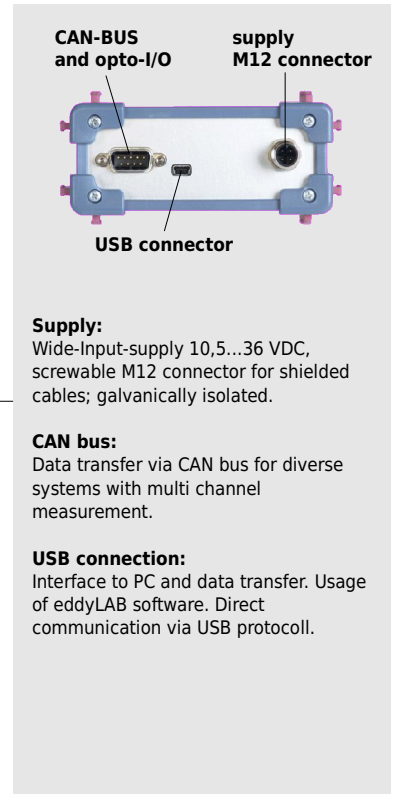 CAN-BUS
and opto-I/O
supply
M12 connector
USB connector
Supply:
Wide-Input-supply 10,5...36 VDC,
screwable M12 connector for shielded
cables; galvanically isolated.
CAN bus:
Data transfer via CAN bus for diverse
systems with multi channel
measurement.
USB connection:
Interface to PC and data transfer. Usage
of eddyLAB software. Direct
communication via USB protocoll.